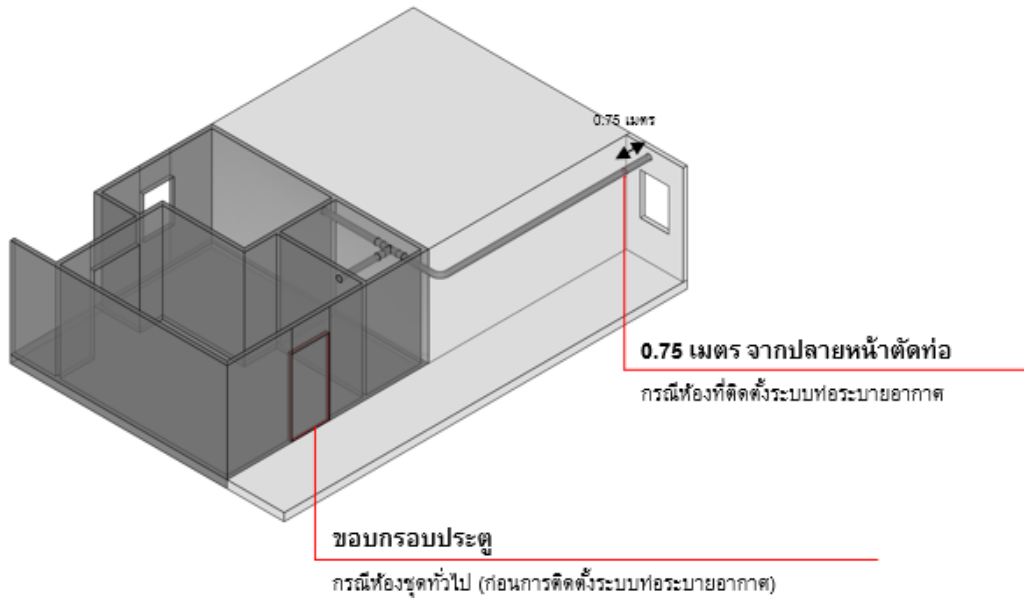 0.75 เมตร
0.75 เมตร จากปลายหน้าตัดท่อ
กรณีห้องที่ติดตั้งระบบท่อระบายอากาศ
ขอบกรอบประตู
กรณีห้องชุดทั่วไป (ก่อนการติดตั้งระบบท่อระบายอากาศ)